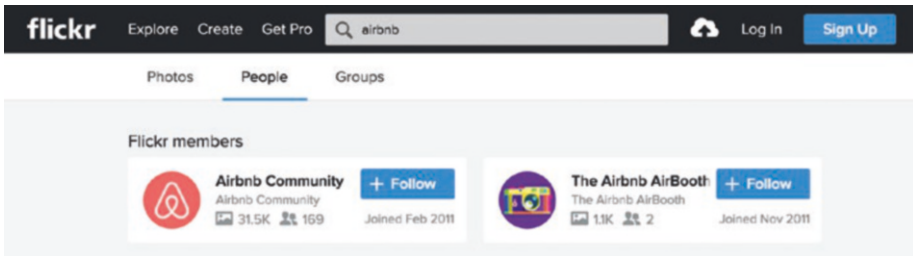 flickr Explore Create Get Pro airbnb Log In Sign Up
Photos People Groups
Flickr members
Airbnb Community + Follow
Airbnb Community
31.5K 169 Joined Feb 2011
The Airbnb AirBooth + Follow
The Airbnb AirBooth
1.1K 2 Joined Nov 2011